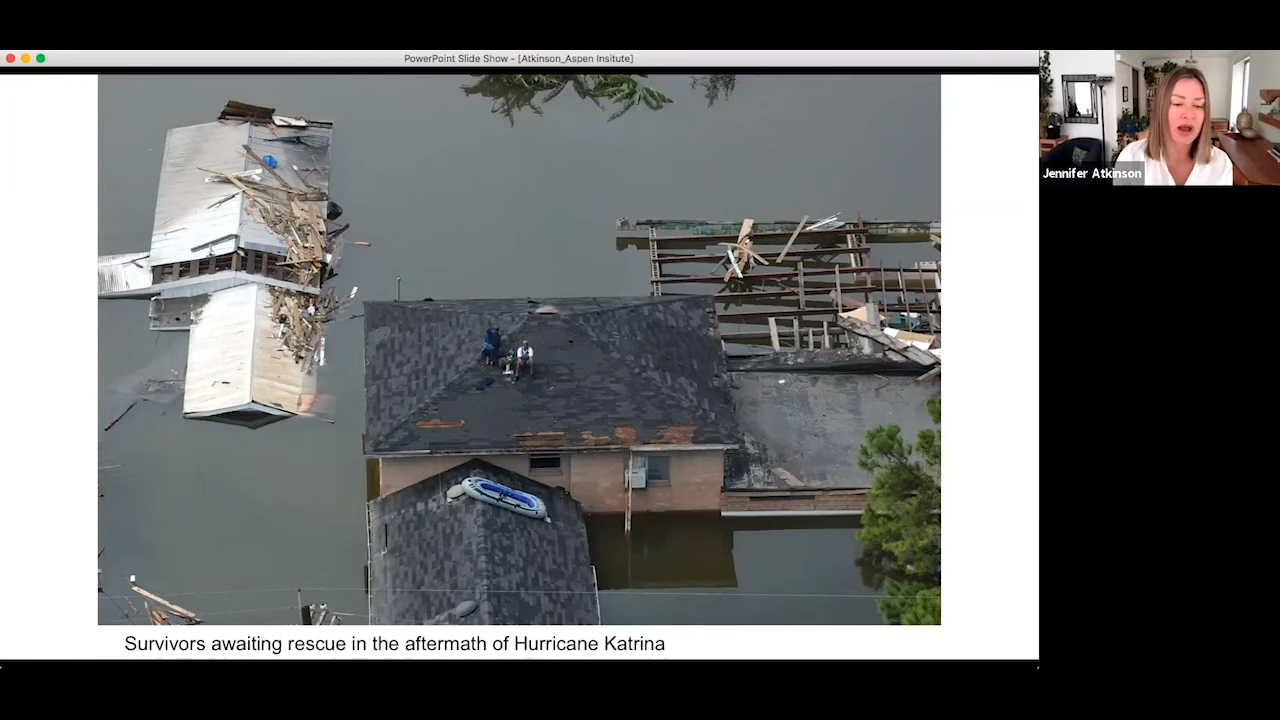 PowerPoint Slide Show - [Atkinson_Aspen Insitute]
Jennifer Atkinson
Survivors awaiting rescue in the aftermath of Hurricane Katrina